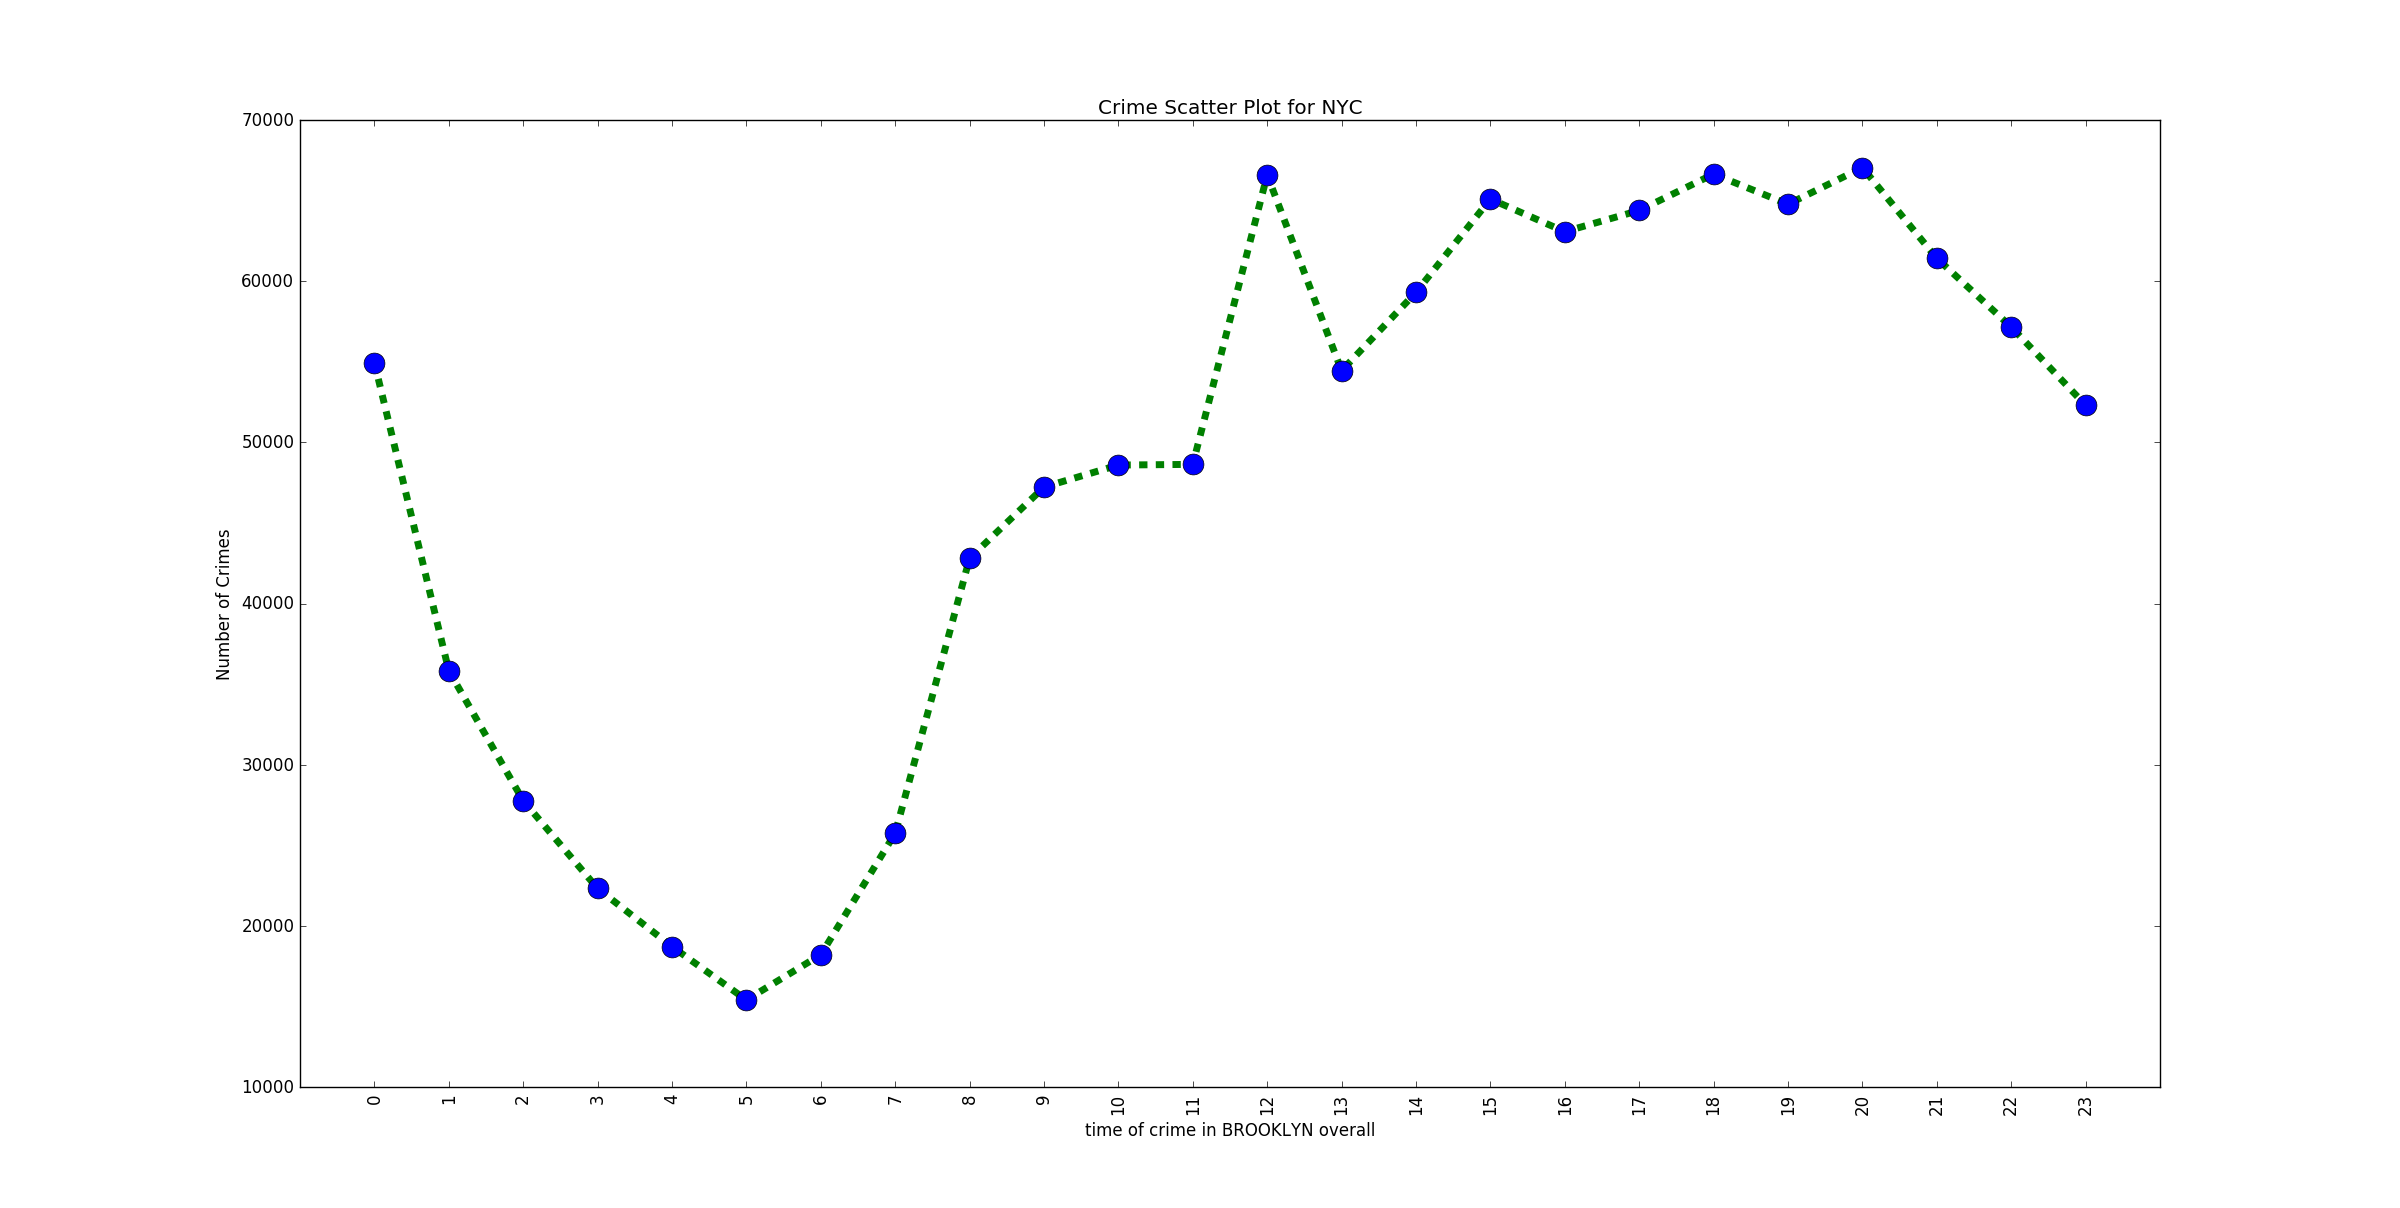 Crime Scatter Plot for NYC
70000
60000
50000
40000
30000
20000
10000
Number of Crimes
0 1 2 3 4 5 6 7 8 9 10 11 12 13 14 15 16 17 18 19 20 21 22 23
time of crime in BROOKLYN overall